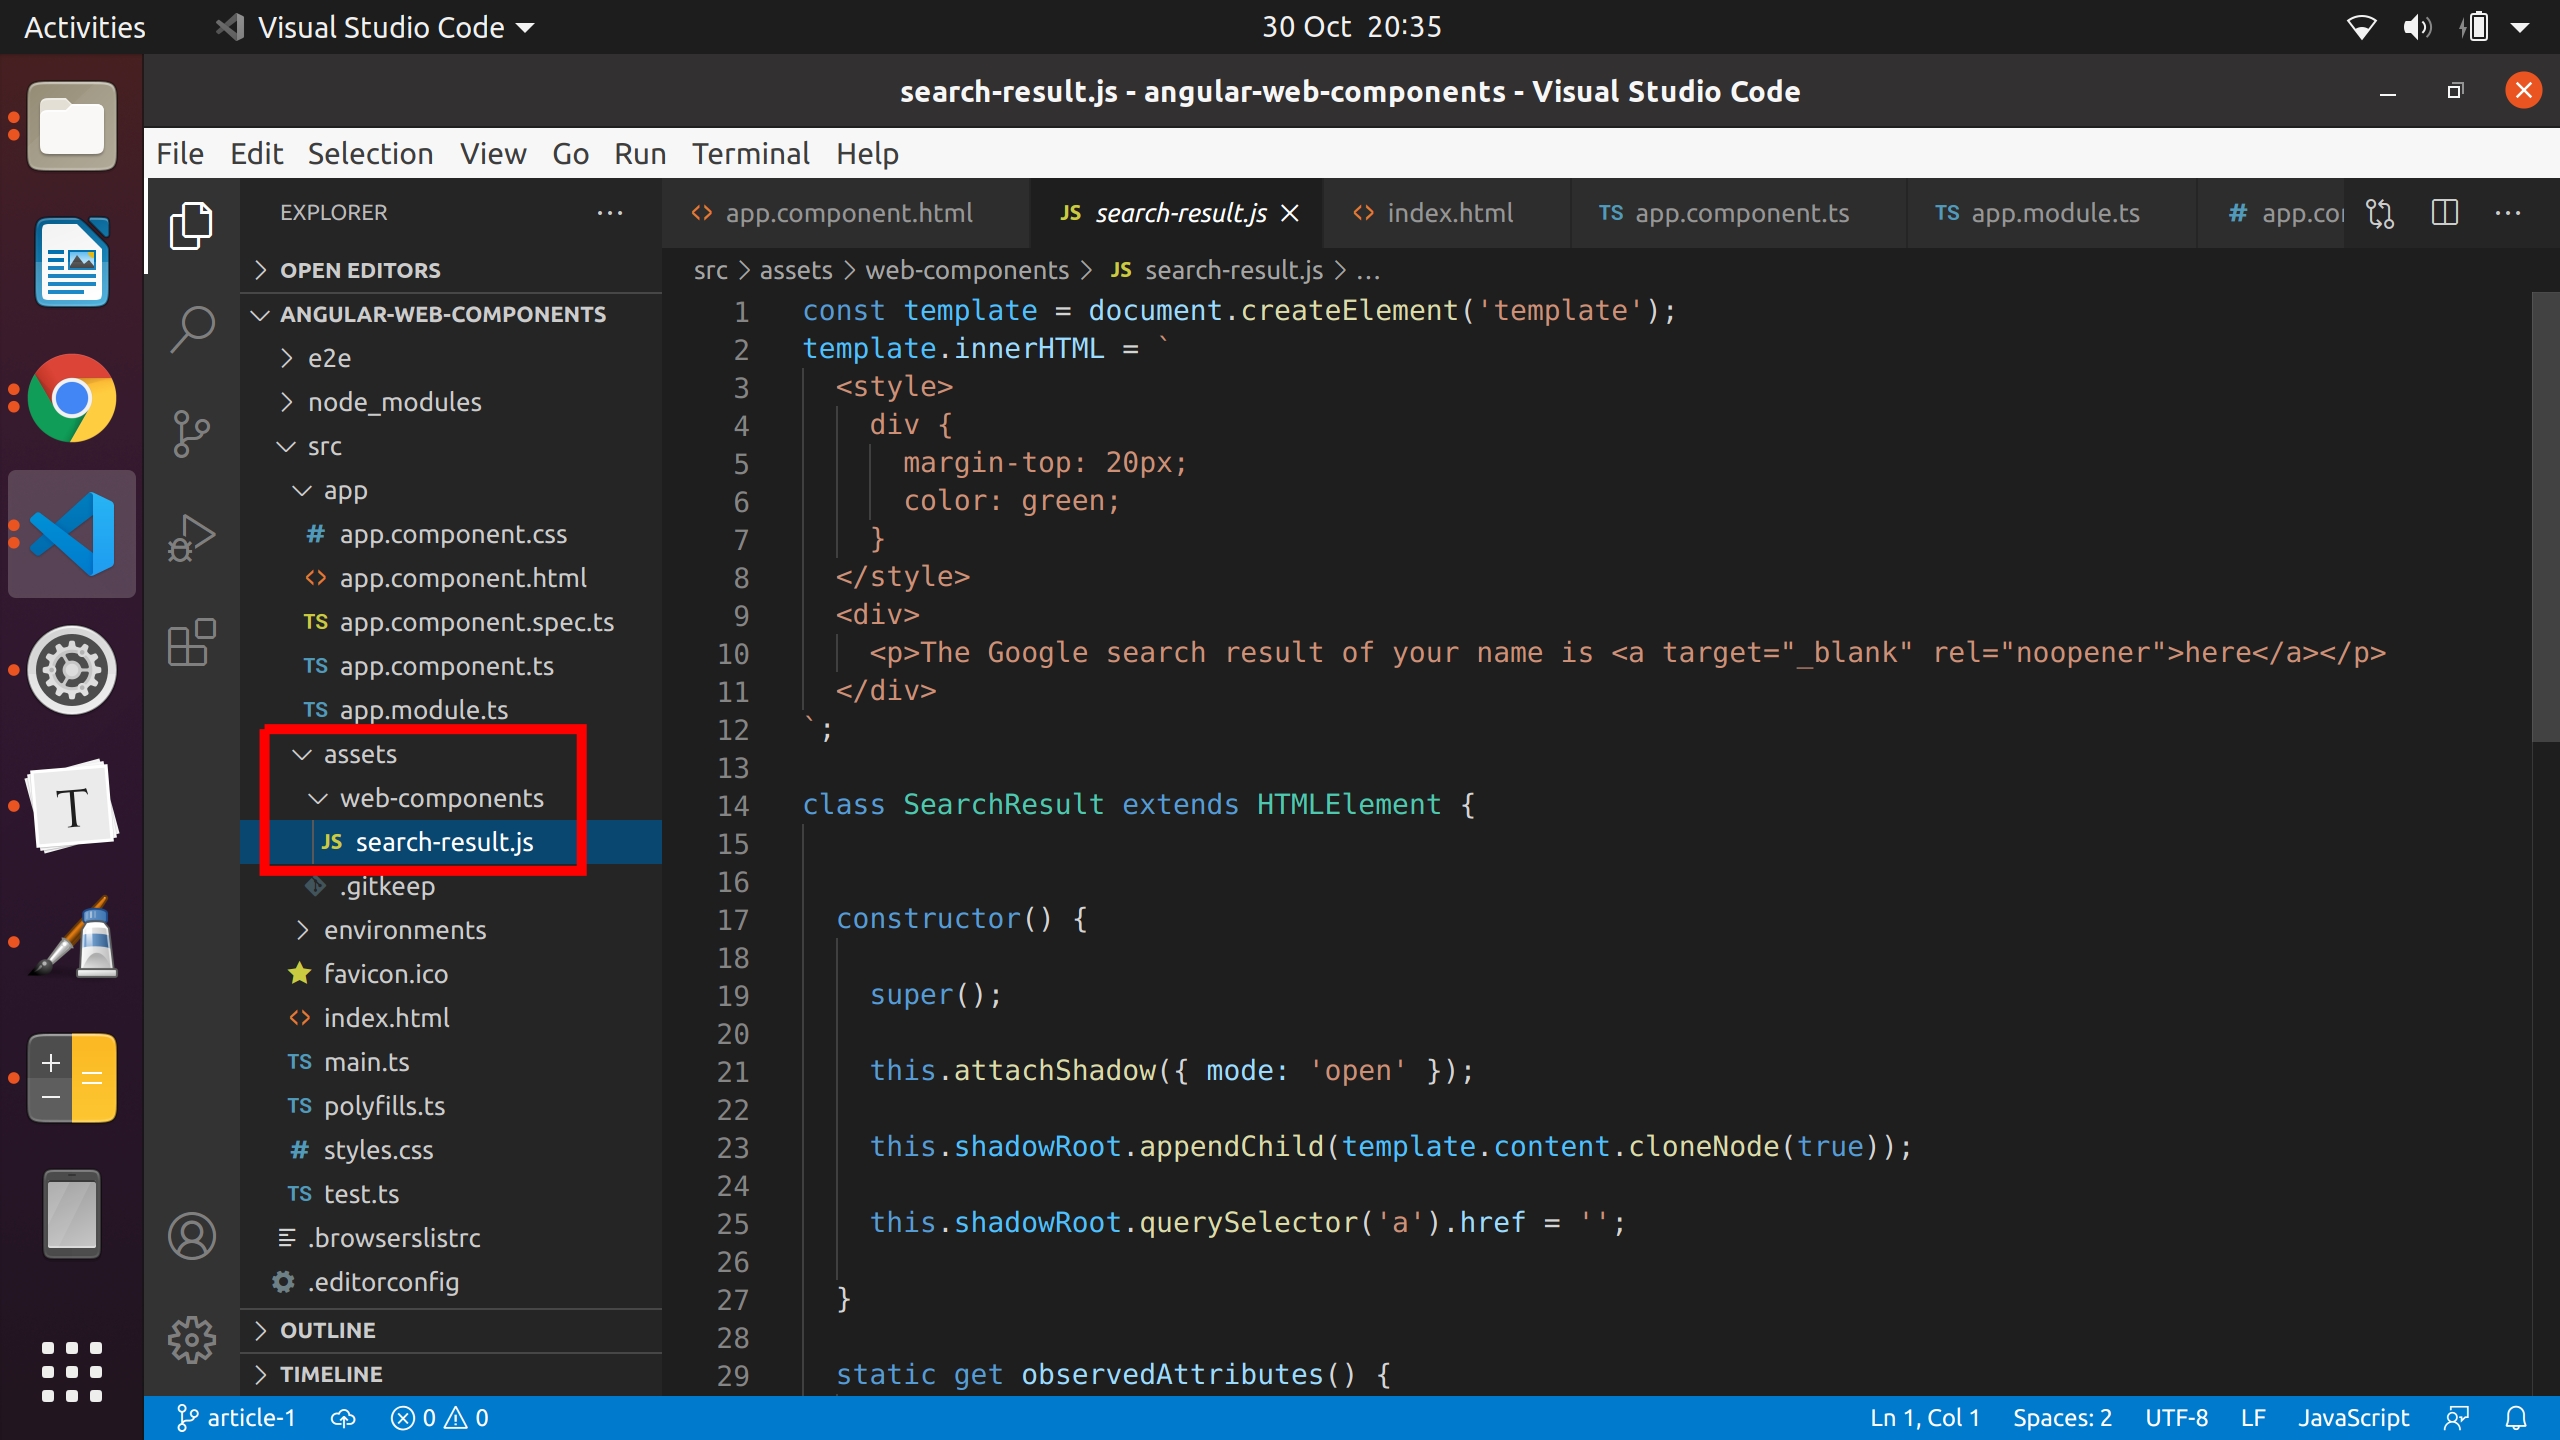 Activities
Visual Studio Code
30 Oct 20:35
search-result.js - angular-web-components - Visual Studio Code
File Edit Selection View Go Run Terminal Help
EXPLORER
OPEN EDITORS
ANGULAR-WEB-COMPONENTS
e2e
node_modules
src
app
# app.component.css
<> app.component.html
TS app.component.spec.ts
TS app.component.ts
TS app.module.ts
assets
web-components
JS search-result.js
.gitkeep
environments
favicon.ico
<> index.html
TS main.ts
TS polyfills.ts
# styles.css
TS test.ts
.browserslistrc
.editorconfig
OUTLINE
TIMELINE
<> app.component.html
JS search-result.js
<> index.html
TS app.component.ts
TS app.module.ts
# app.co
src > assets > web-components > JS search-result.js > ...
1 const template = document.createElement('template');
2 template.innerHTML = `
3 <style>
4 div {
5 margin-top: 20px;
6 color: green;
7 }
8 </style>
9 <div>
10 <p>The Google search result of your name is <a target="_blank" rel="noopener">here</a></p>
11 </div>
12 `;
13
14 class SearchResult extends HTMLElement {
15
16
17 constructor() {
18
19 super();
20
21 this.attachShadow({ mode: 'open' });
22
23 this.shadowRoot.appendChild(template.content.cloneNode(true));
24
25 this.shadowRoot.querySelector('a').href = '';
26
27 }
28
29 static get observedAttributes() {
T
article-1
0 0
Ln 1, Col 1
Spaces: 2
UTF-8
LF
JavaScript